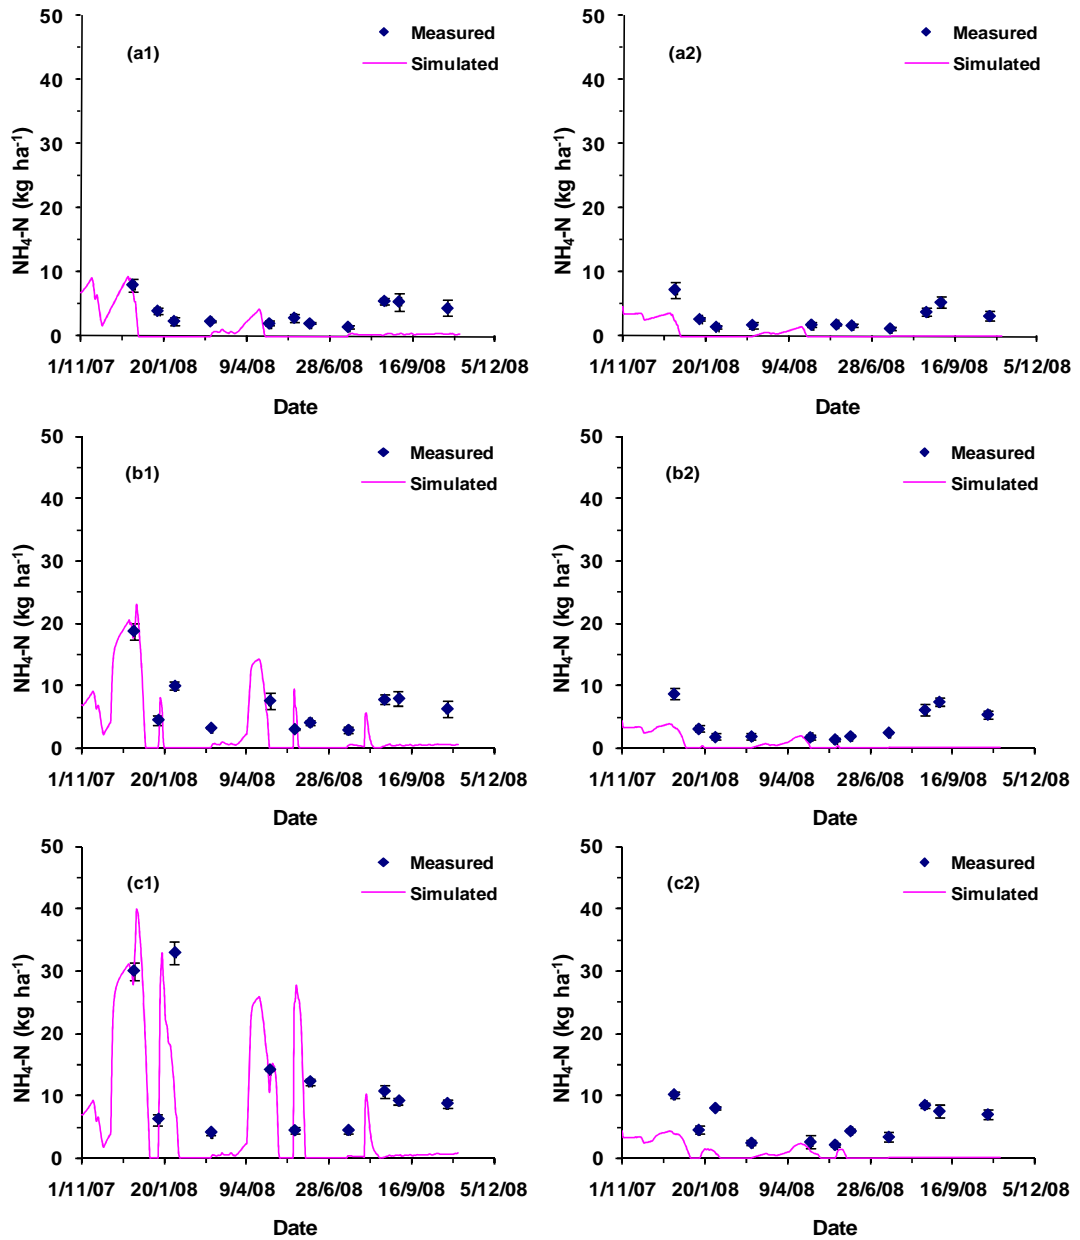 50
40
30
20
10
0
NH₄-N (kg ha⁻¹)
(a1)
Measured
Simulated
1/11/07 20/1/08 9/4/08 28/6/08 16/9/08 5/12/08
Date
50
40
30
20
10
0
NH₄-N (kg ha⁻¹)
(a2)
Measured
Simulated
1/11/07 20/1/08 9/4/08 28/6/08 16/9/08 5/12/08
Date
50
40
30
20
10
0
NH₄-N (kg ha⁻¹)
(b1)
Measured
Simulated
1/11/07 20/1/08 9/4/08 28/6/08 16/9/08 5/12/08
Date
50
40
30
20
10
0
NH₄-N (kg ha⁻¹)
(b2)
Measured
Simulated
1/11/07 20/1/08 9/4/08 28/6/08 16/9/08 5/12/08
Date
50
40
30
20
10
0
NH₄-N (kg ha⁻¹)
(c1)
Measured
Simulated
1/11/07 20/1/08 9/4/08 28/6/08 16/9/08 5/12/08
Date
50
40
30
20
10
0
NH₄-N (kg ha⁻¹)
(c2)
Measured
Simulated
1/11/07 20/1/08 9/4/08 28/6/08 16/9/08 5/12/08
Date